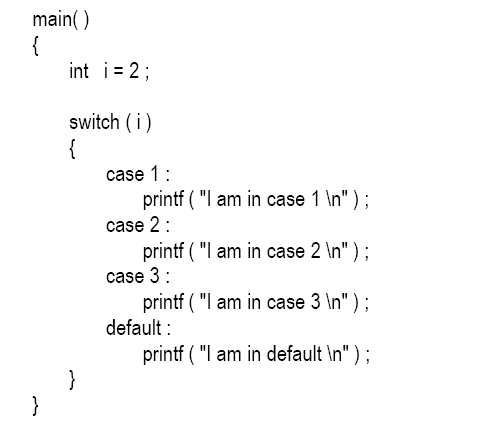 main( )
{
int i = 2 ;
switch ( i )
{
case 1 :
printf ( "I am in case 1 \n" ) ;
case 2 :
printf ( "I am in case 2 \n" ) ;
case 3 :
printf ( "I am in case 3 \n" ) ;
default :
printf ( "I am in default \n" ) ;
}
}